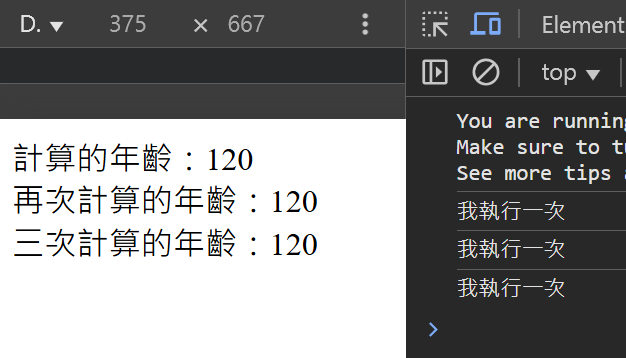 D. ▼ 375 × 667
Element
top ▼
計算的年齡：120
再次計算的年齡：120
三次計算的年齡：120
You are running
Make sure to t
See more tips
我執行一次
我執行一次
我執行一次